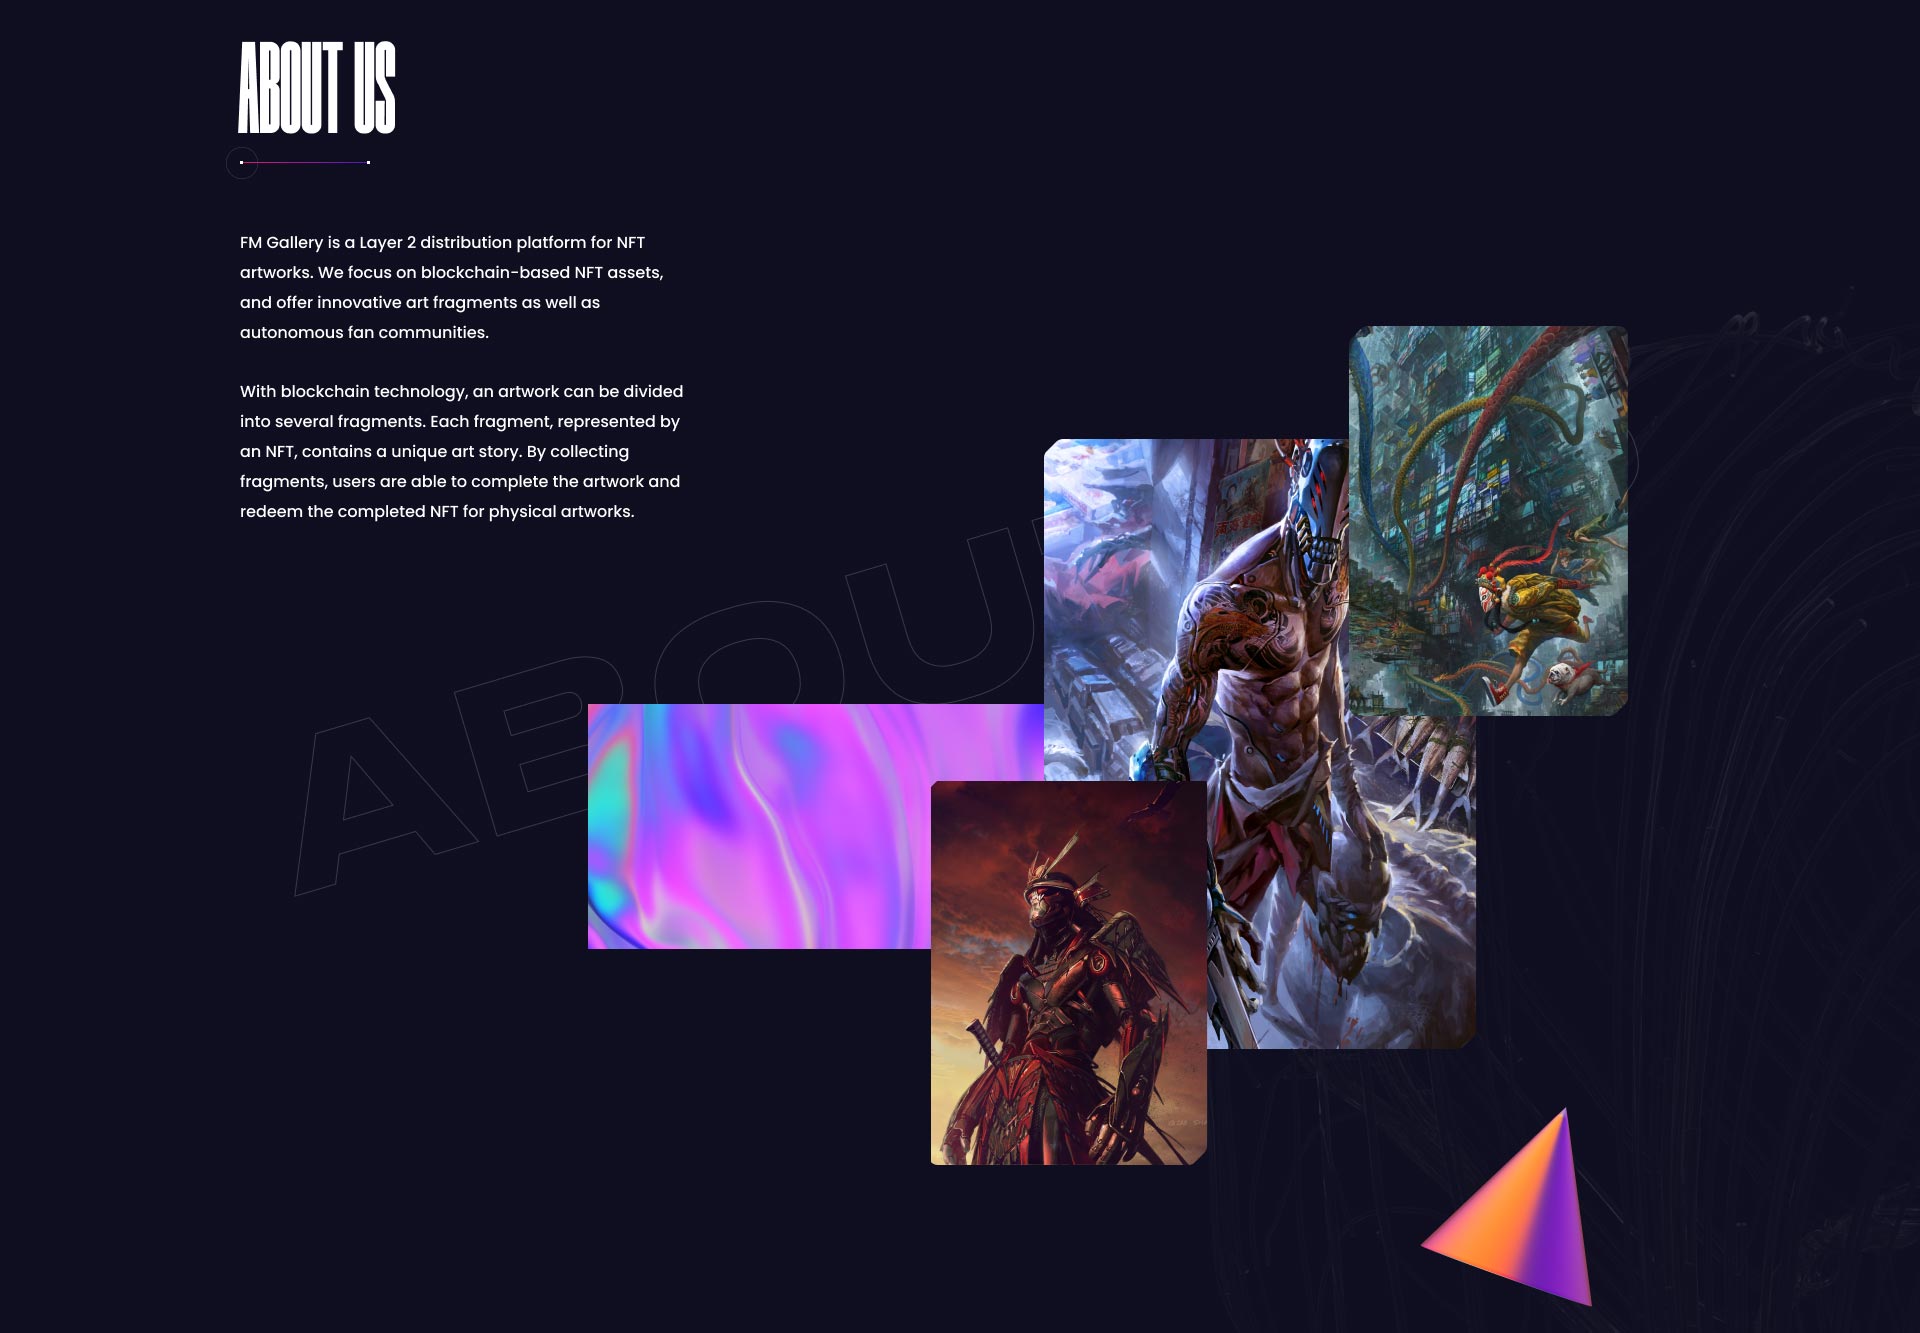 ABOUT US
FM Gallery is a Layer 2 distribution platform for NFT
artworks. We focus on blockchain-based NFT assets,
and offer innovative art fragments as well as
autonomous fan communities.
With blockchain technology, an artwork can be divided
into several fragments. Each fragment, represented by
an NFT, contains a unique art story. By collecting
fragments, users are able to complete the artwork and
redeem the completed NFT for physical artworks.
ABOU